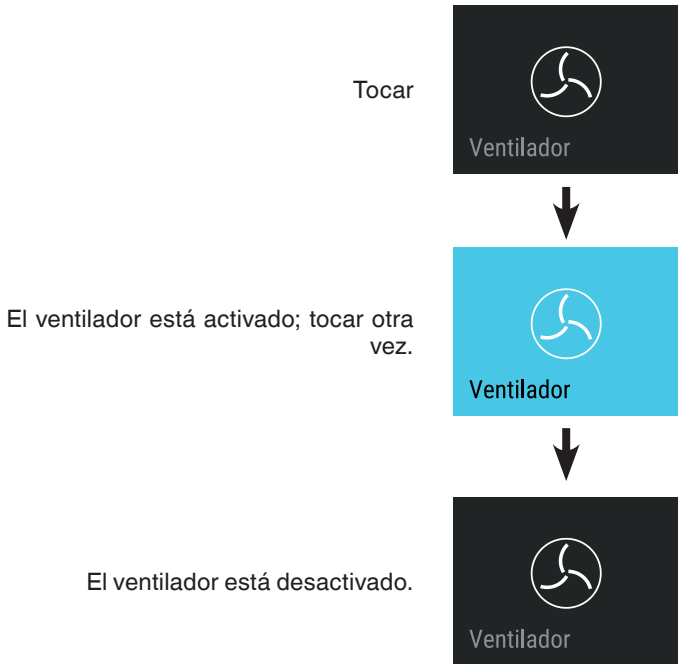 Tocar
Ventilador
El ventilador está activado; tocar otra
vez.
Ventilador
El ventilador está desactivado.
Ventilador